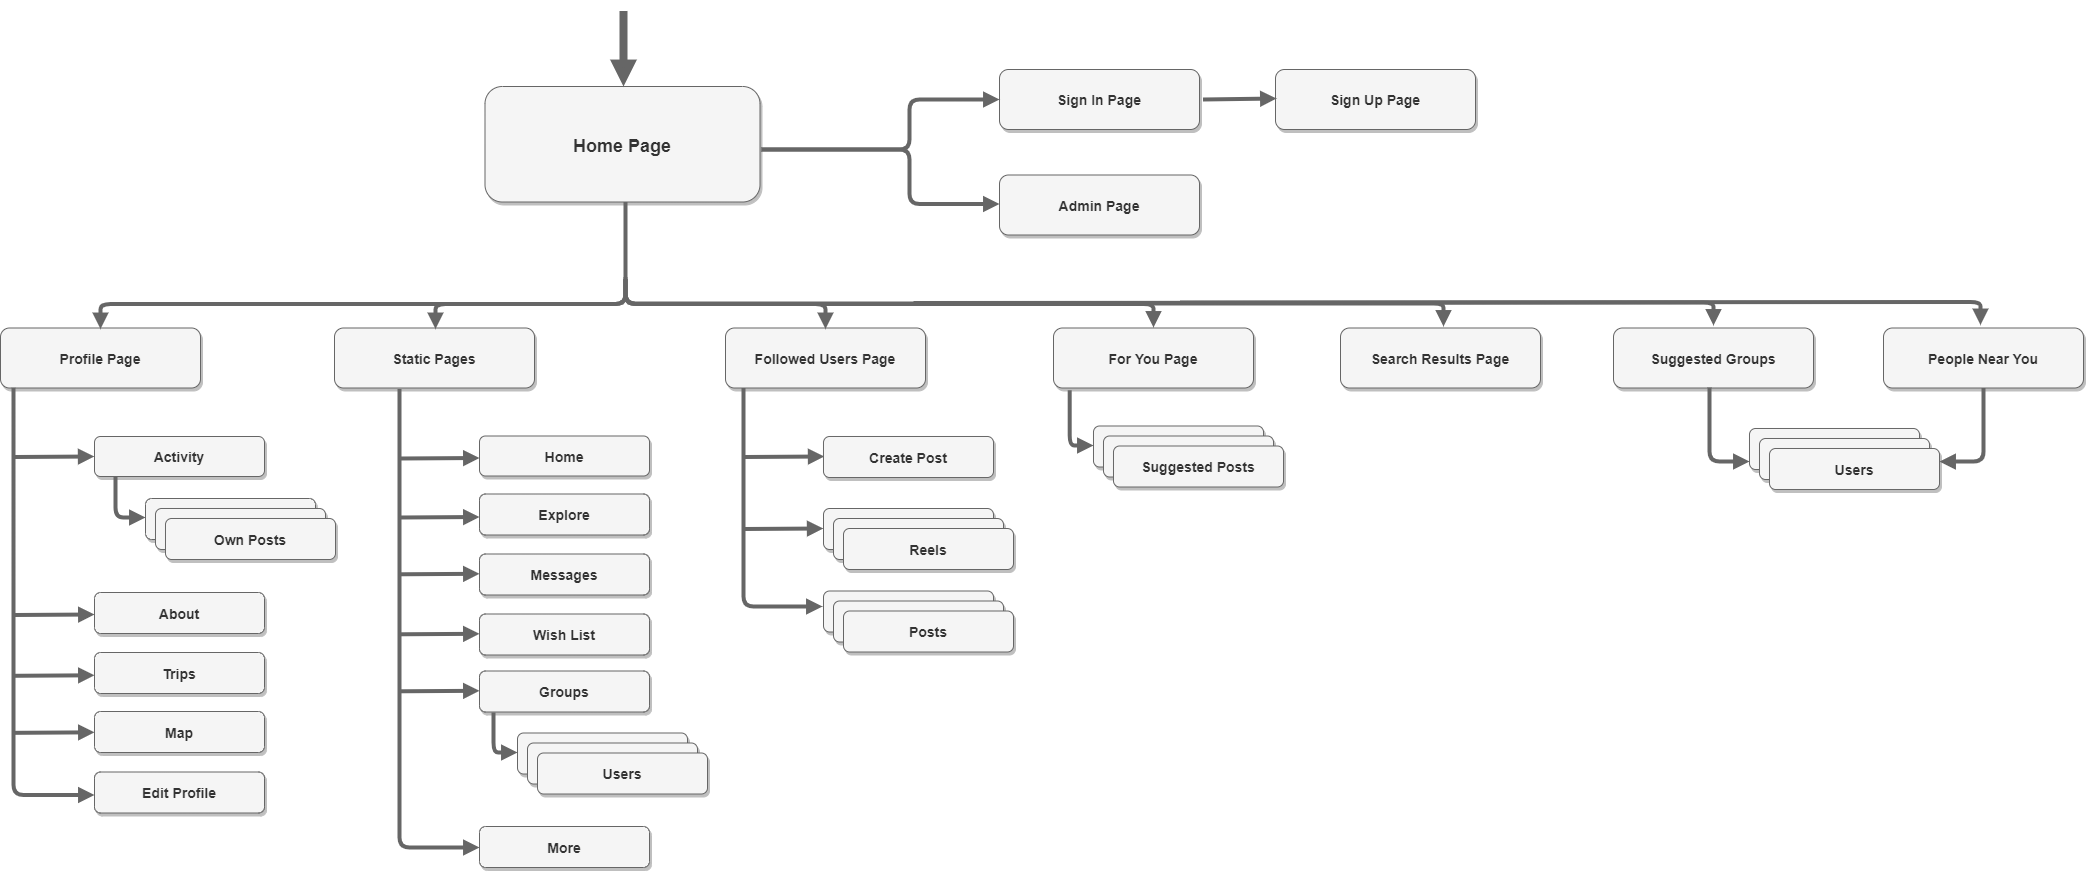 Home Page
Sign In Page
Sign Up Page
Admin Page
Profile Page
Static Pages
Followed Users Page
For You Page
Search Results Page
Suggested Groups
People Near You
Activity
Own Posts
About
Trips
Map
Edit Profile
Home
Explore
Messages
Wish List
Groups
Users
More
Create Post
Reels
Posts
Suggested Posts
Users